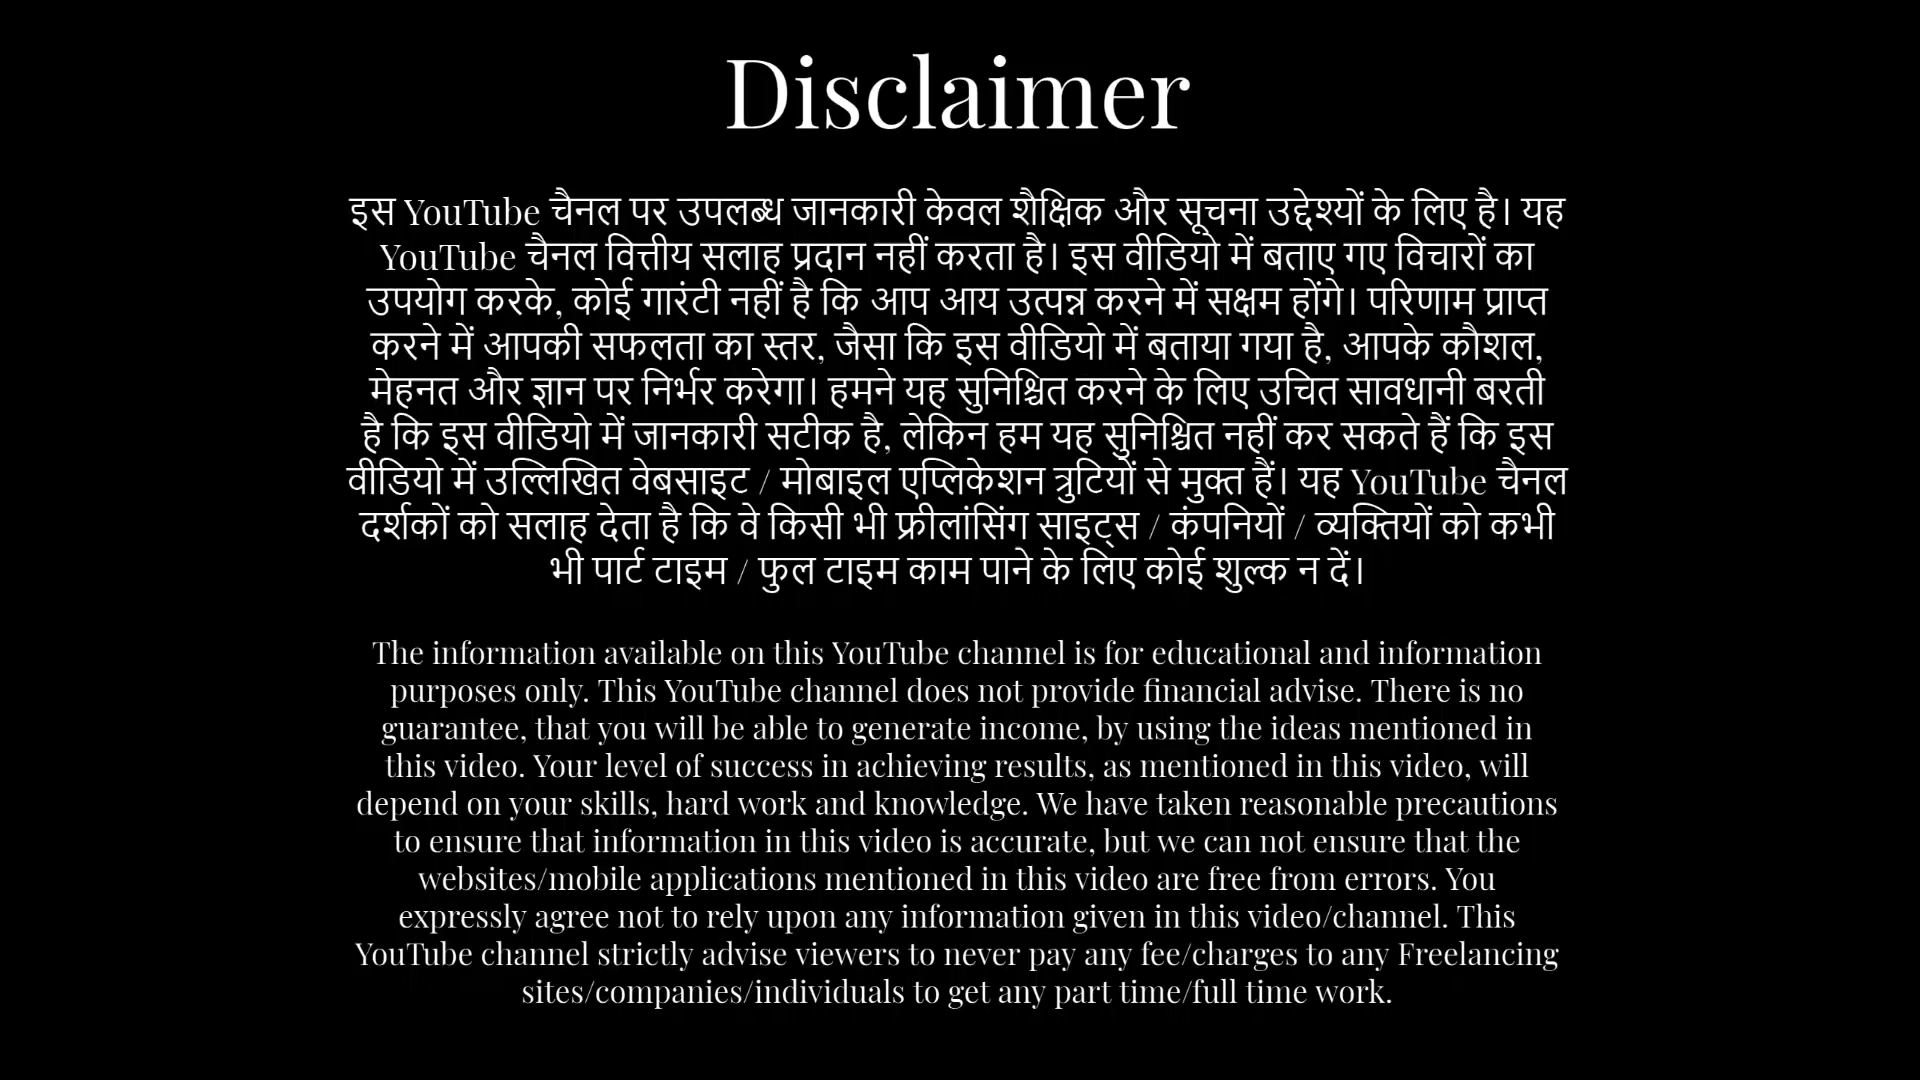 Disclaimer
इस YouTube चैनल पर उपलब्ध जानकारी केवल शैक्षिक और सूचना उद्देश्यों के लिए है। यह
YouTube चैनल वित्तीय सलाह प्रदान नहीं करता है। इस वीडियो में बताए गए विचारों का
उपयोग करके, कोई गारंटी नहीं है कि आप आय उत्पन्न करने में सक्षम होंगे। परिणाम प्राप्त
करने में आपकी सफलता का स्तर, जैसा कि इस वीडियो में बताया गया है, आपके कौशल,
मेहनत और ज्ञान पर निर्भर करेगा। हमने यह सुनिश्चित करने के लिए उचित सावधानी बरती
है कि इस वीडियो में जानकारी सटीक है, लेकिन हम यह सुनिश्चित नहीं कर सकते हैं कि इस
वीडियो में उल्लिखित वेबसाइट / मोबाइल एप्लिकेशन त्रुटियों से मुक्त हैं। यह YouTube चैनल
दर्शकों को सलाह देता है कि वे किसी भी फ्रीलांसिंग साइट्स / कंपनियों / व्यक्तियों को कभी
भी पार्ट टाइम / फुल टाइम काम पाने के लिए कोई शुल्क न दें।
The information available on this YouTube channel is for educational and information
purposes only. This YouTube channel does not provide financial advise. There is no
guarantee, that you will be able to generate income, by using the ideas mentioned in
this video. Your level of success in achieving results, as mentioned in this video, will
depend on your skills, hard work and knowledge. We have taken reasonable precautions
to ensure that information in this video is accurate, but we can not ensure that the
websites/mobile applications mentioned in this video are free from errors. You
expressly agree not to rely upon any information given in this video/channel. This
YouTube channel strictly advise viewers to never pay any fee/charges to any Freelancing
sites/companies/individuals to get any part time/full time work.